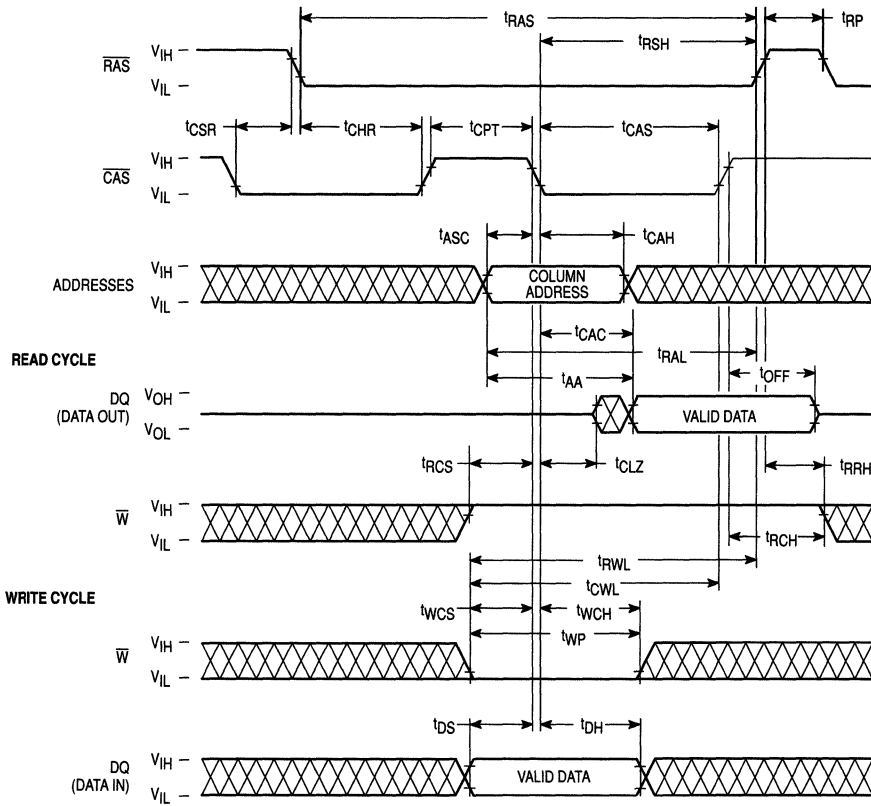 tRAS
tRP
tRSH
RAS
VIH
VIL
tCSR
tCHR
tCPT
tCAS
CAS
VIH
VIL
tASC
tCAH
ADDRESSES
VIH
VIL
COLUMN
ADDRESS
tCAC
tRAL
READ CYCLE
tAA
tOFF
DQ
(DATA OUT)
VOH
VOL
VALID DATA
tRCS
tCLZ
tRRH
W
VIH
VIL
tRCH
tRWL
tCWL
WRITE CYCLE
tWCS
tWCH
tWP
W
VIH
VIL
tDS
tDH
DQ
(DATA IN)
VIH
VIL
VALID DATA